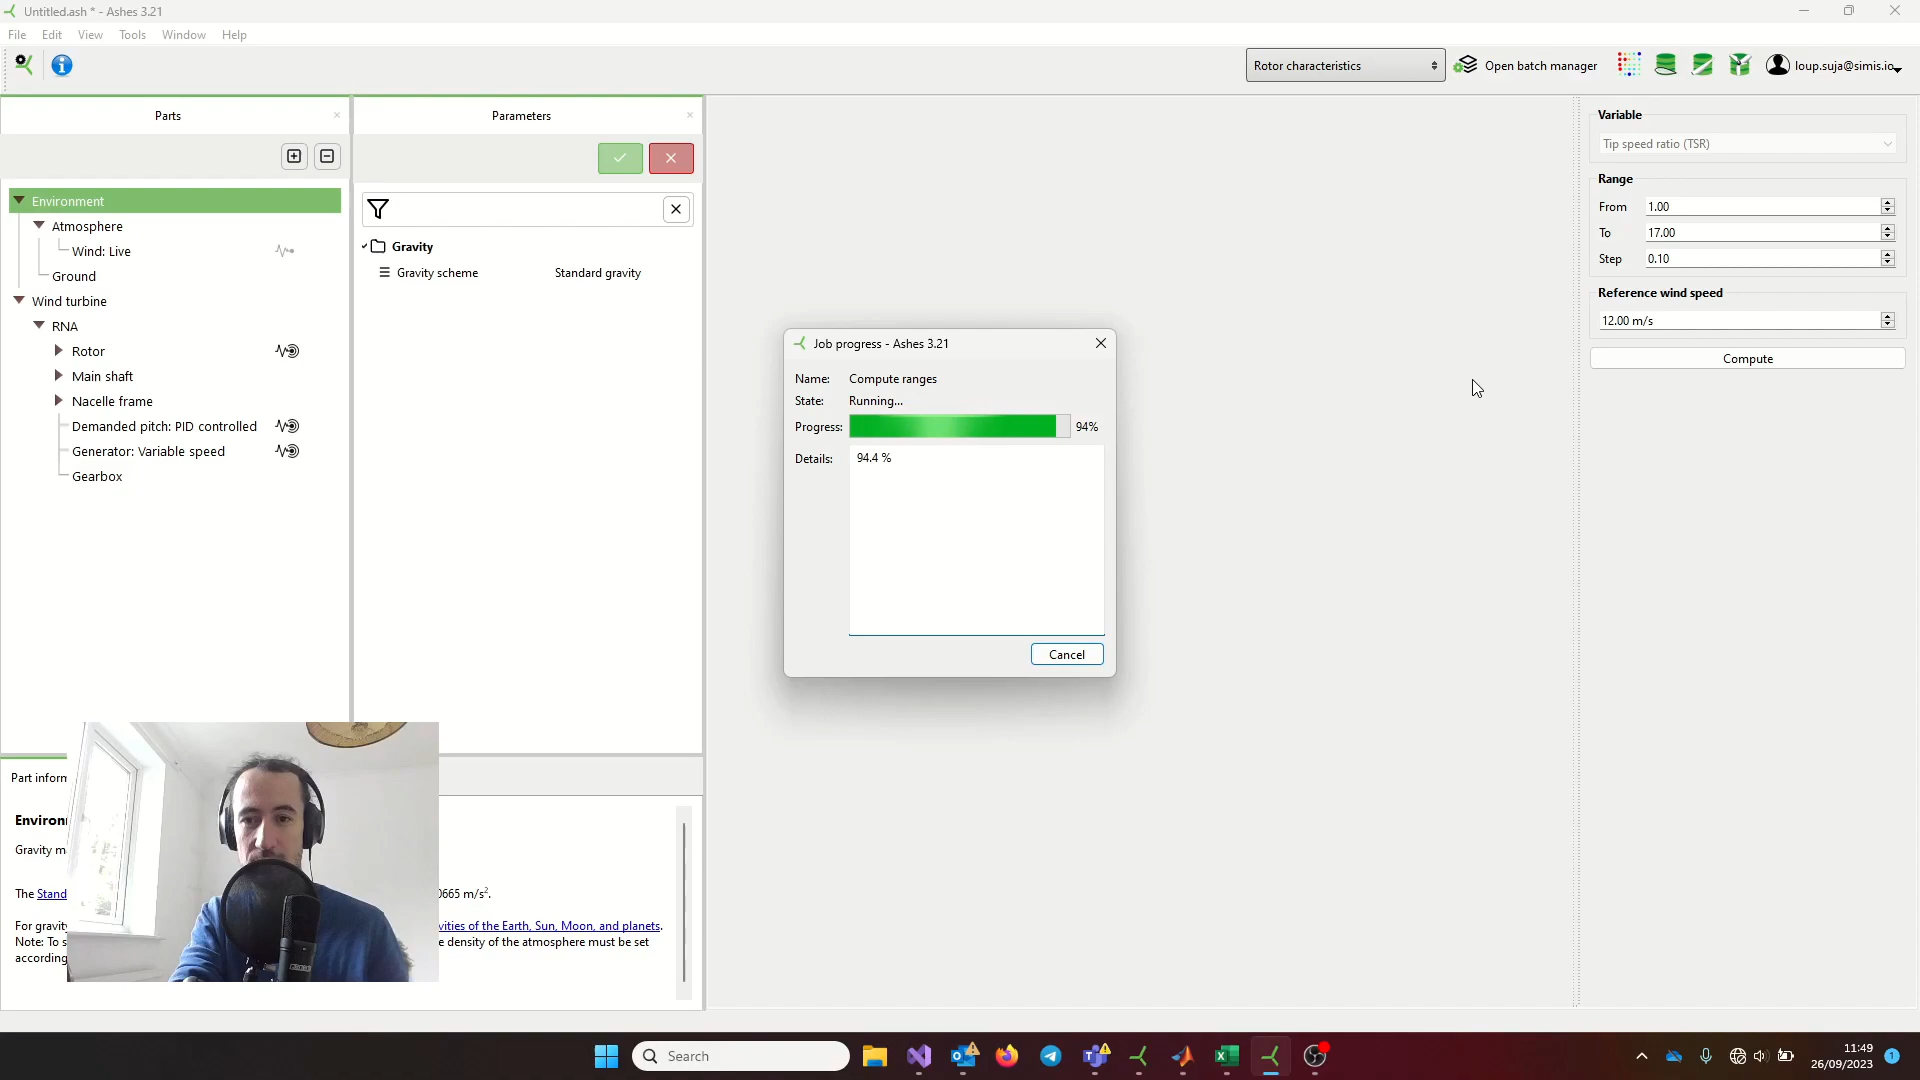 Untitled.ash * - Ashes 3.21
File Edit View Tools Window Help
Rotor characteristics
Open batch manager
loup.suja@simis.io
Parts
Parameters
Environment
Atmosphere
Wind: Live
Ground
Wind turbine
RNA
Rotor
Main shaft
Nacelle frame
Demanded pitch: PID controlled
Generator: Variable speed
Gearbox
Gravity
Gravity scheme Standard gravity
Job progress - Ashes 3.21
Name: Compute ranges
State: Running...
Progress: 94%
Details: 94.4 %
Cancel
Variable
Tip speed ratio (TSR)
Range
From 1.00
To 17.00
Step 0.10
Reference wind speed
12.00 m/s
Compute
Part inform
Environ
Gravity m
The Stand 0665 m/s².
For gravity vities of the Earth, Sun, Moon, and planets.
Note: To s e density of the atmosphere must be set
according
Search
11:49
26/09/2023
1